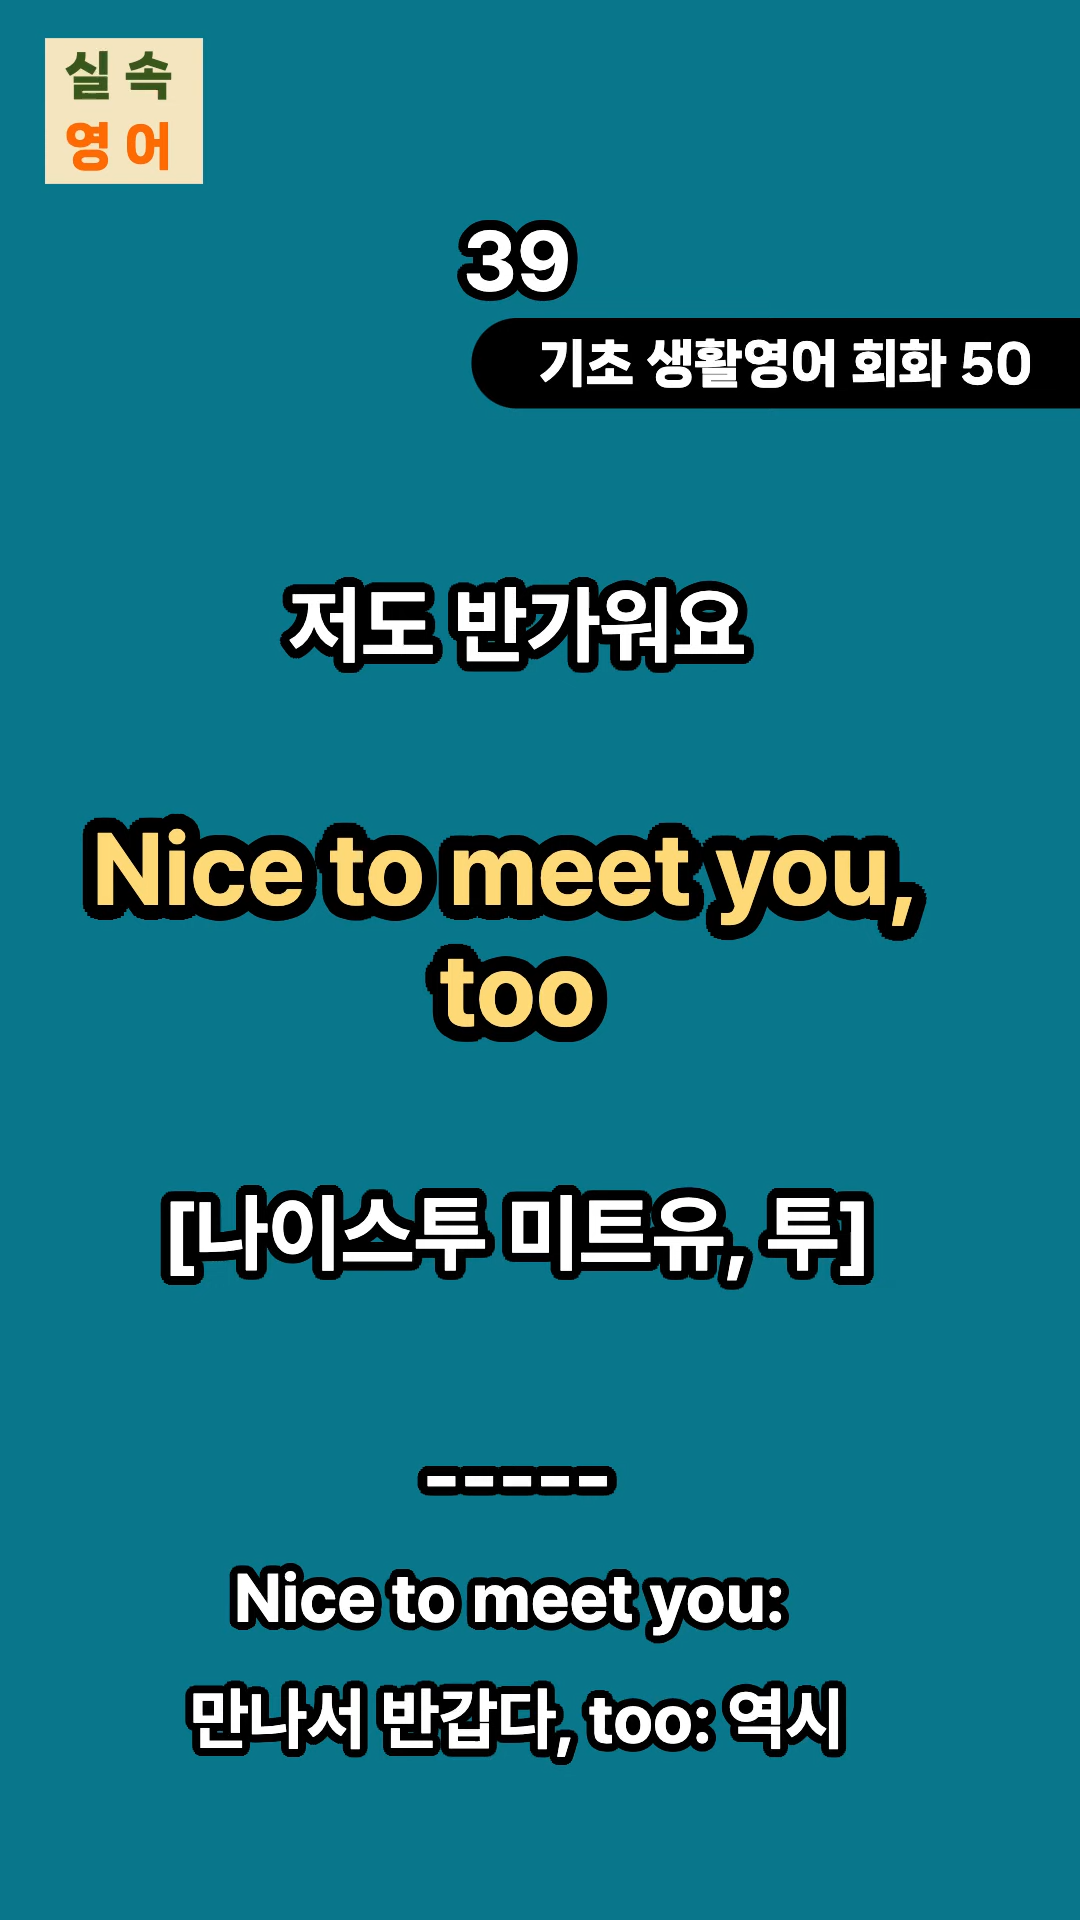 실속
영어
39
기초 생활영어 회화 50
저도 반가워요
Nice to meet you,
too
[나이스투 미트유, 투]
-----
Nice to meet you:
만나서 반갑다, too: 역시